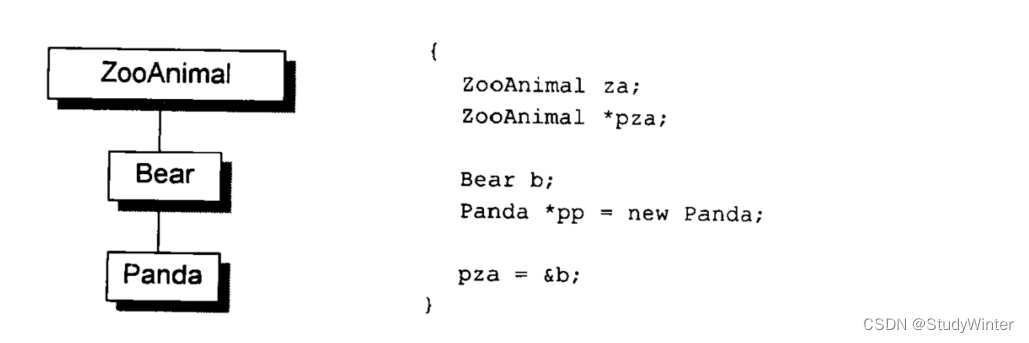 ZooAnimal
Bear
Panda
{
ZooAnimal za;
ZooAnimal *pza;
Bear b;
Panda *pp = new Panda;
pza = &b;
}
CSDN @StudyWinter